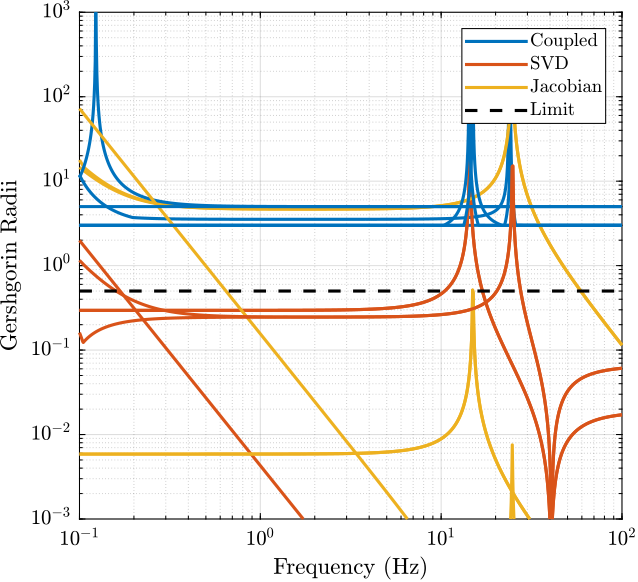 10^3
10^2
10^1
10^0
10^-1
10^-2
10^-3
Gershgorin Radii
Coupled
SVD
Jacobian
Limit
10^-1
10^0
10^1
10^2
Frequency (Hz)